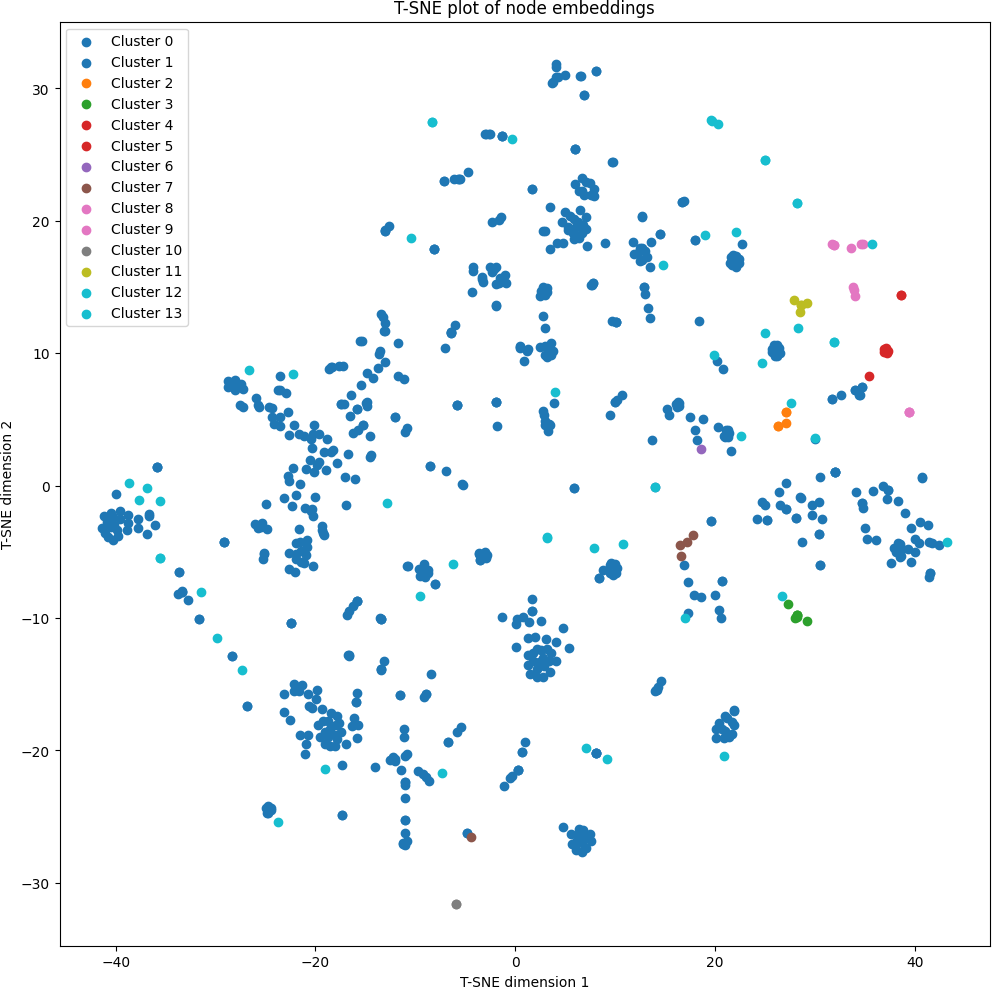 T-SNE plot of node embeddings
Cluster 0
Cluster 1
Cluster 2
Cluster 3
Cluster 4
Cluster 5
Cluster 6
Cluster 7
Cluster 8
Cluster 9
Cluster 10
Cluster 11
Cluster 12
Cluster 13
30
20
10
0
−10
−20
−30
T-SNE dimension 2
−40
−20
0
20
40
T-SNE dimension 1